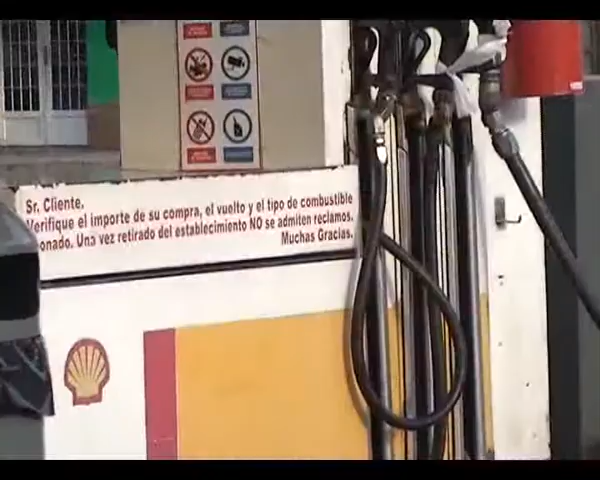 Sr. Cliente.
Verifique el importe de su compra, el vuelto y el tipo de combustible
Una vez retirado del establecimiento NO se admiten reclamos.
Muchas Gracias.